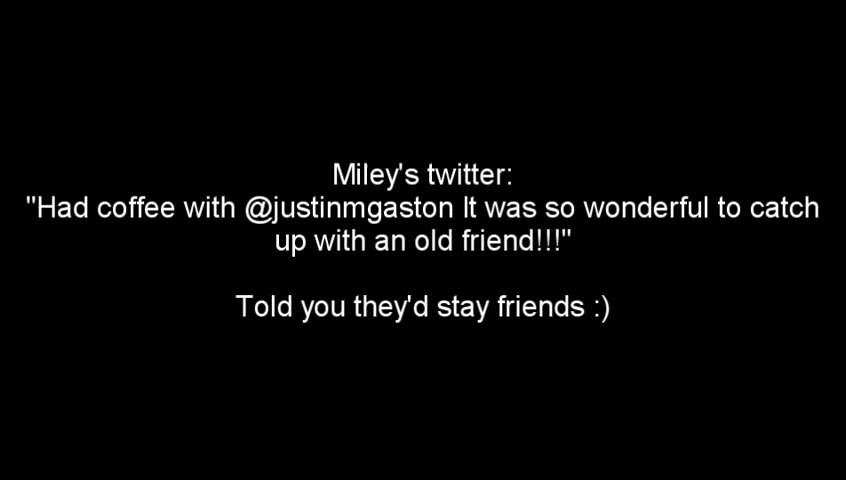 Miley's twitter:
"Had coffee with @justinmgaston It was so wonderful to catch
up with an old friend!!!"
Told you they'd stay friends :)